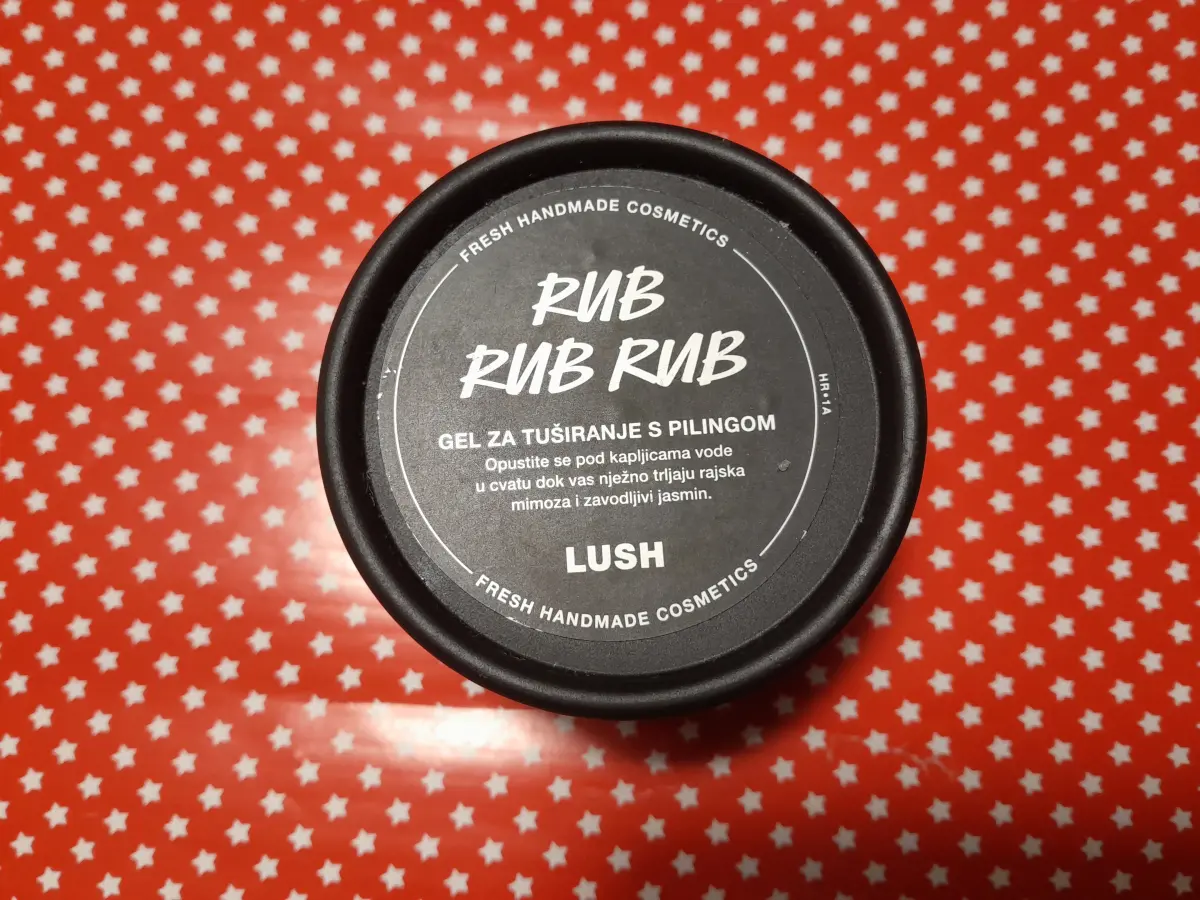 FRESH HANDMADE COSMETICS
RUB
RUB RUB
GEL ZA TUŠIRANJE S PILINGOM
Opustite se pod kapljicama vode
u cvatu dok vas nježno trljaju rajska
mimoza i zavodljivi jasmin.
LUSH
FRESH HANDMADE COSMETICS
HR•1A